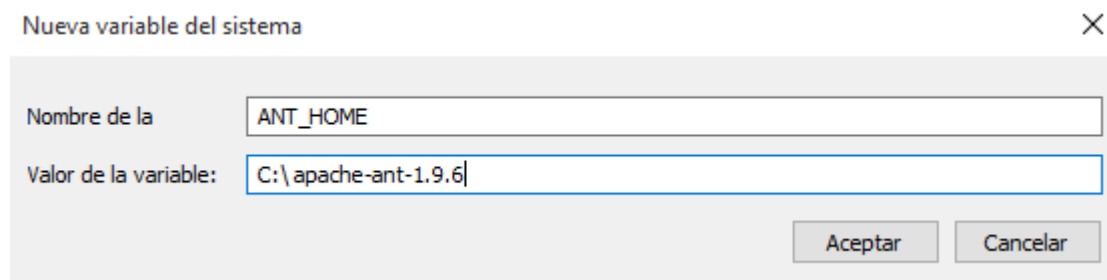 Nueva variable del sistema
Nombre de la ANT_HOME
Valor de la variable: C:\apache-ant-1.9.6
Aceptar Cancelar